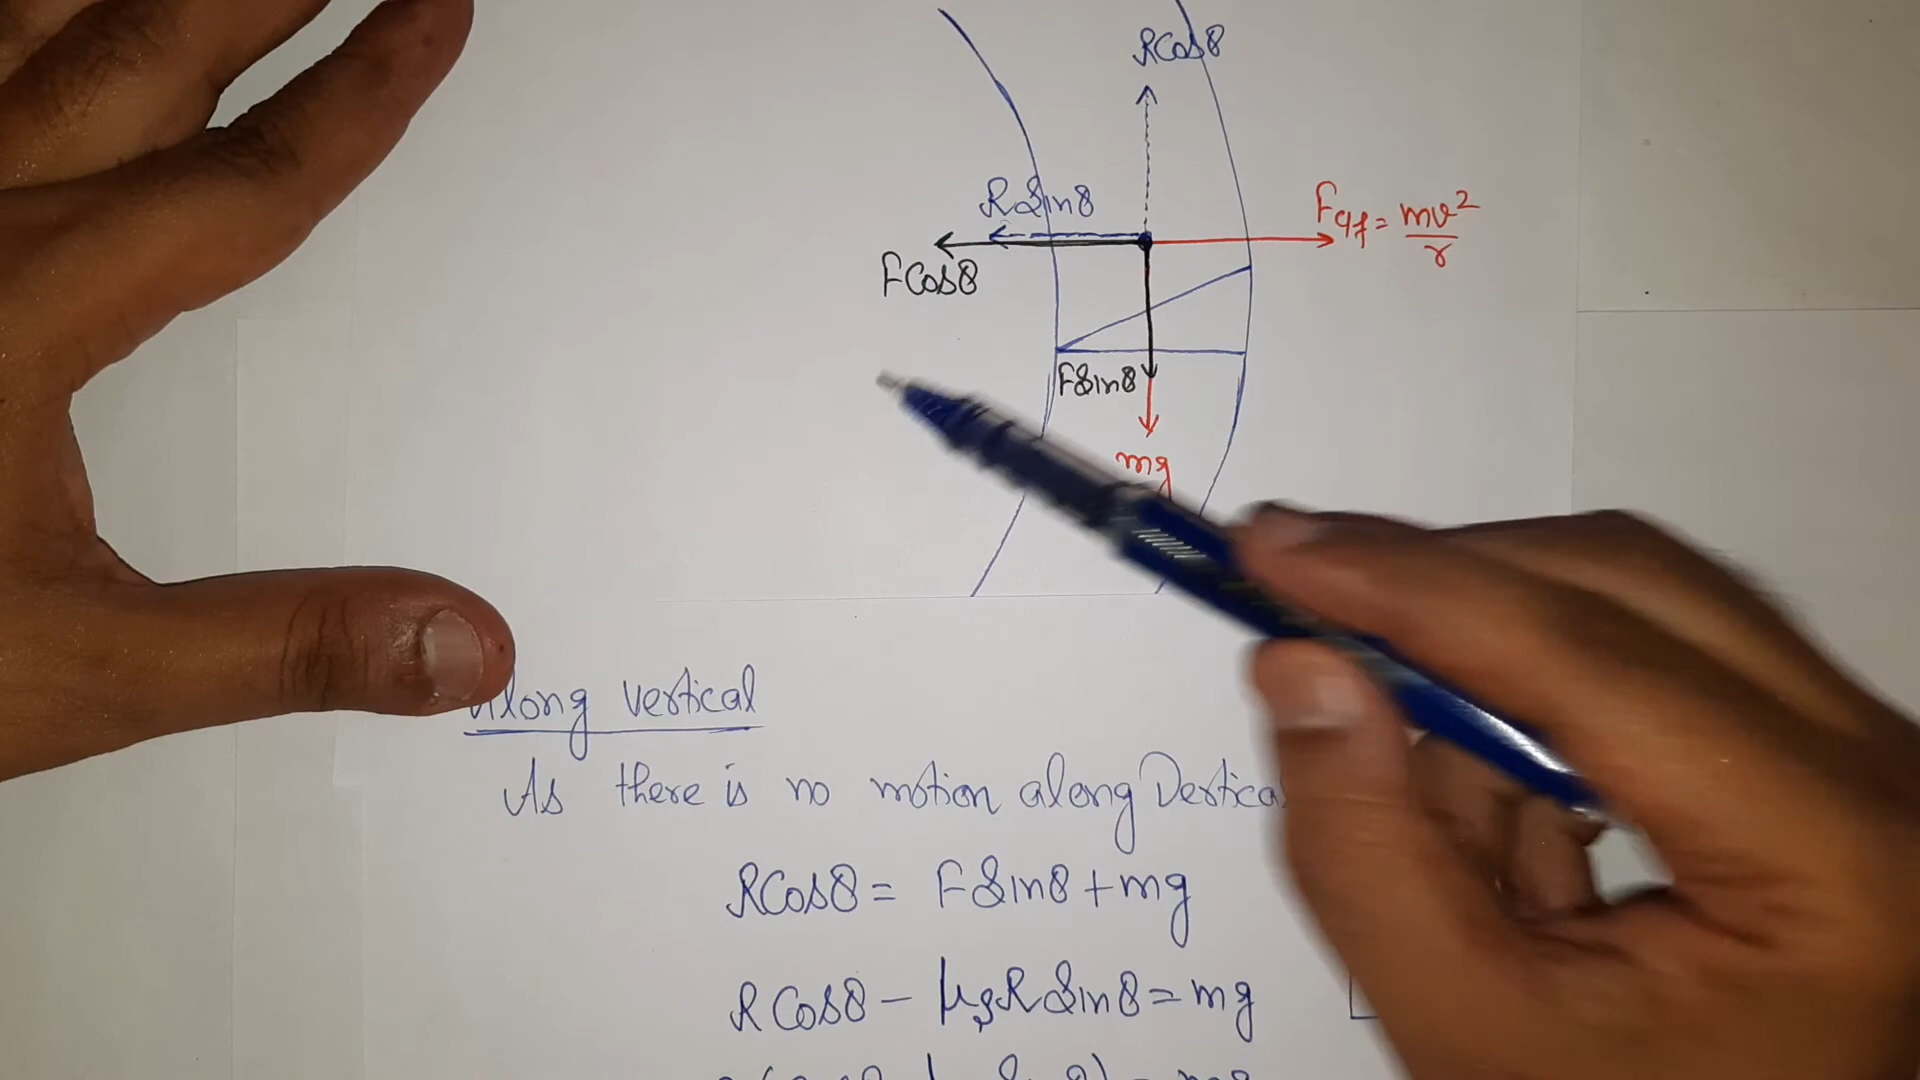 RCosθ
RSinθ
Fcf = mv²/r
FCosθ
FSinθ
mg
Along vertical
As there is no motion along Vertical
RCosθ = FSinθ + mg
RCosθ - μsRSinθ = mg